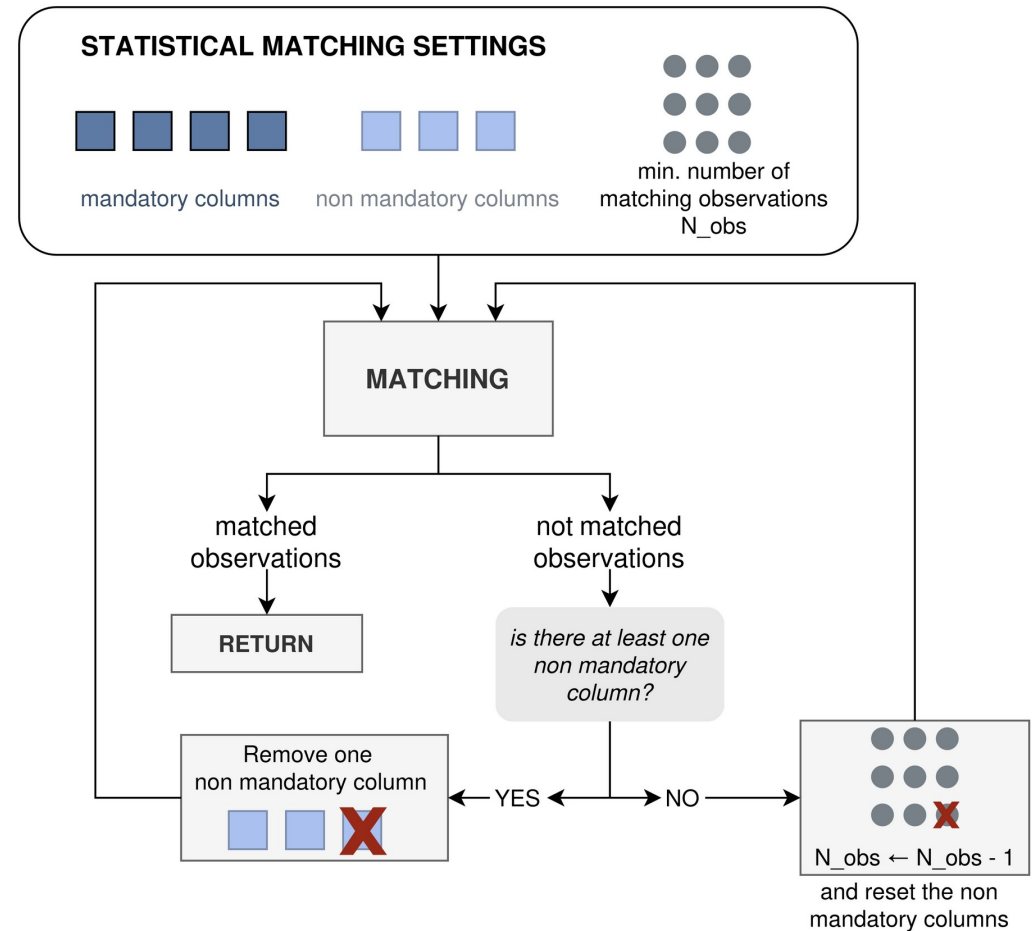 STATISTICAL MATCHING SETTINGS
mandatory columns
non mandatory columns
min. number of
matching observations
N_obs
MATCHING
matched
observations
not matched
observations
RETURN
is there at least one
non mandatory
column?
Remove one
non mandatory column
X
YES
NO
X
N_obs ← N_obs - 1
and reset the non
mandatory columns